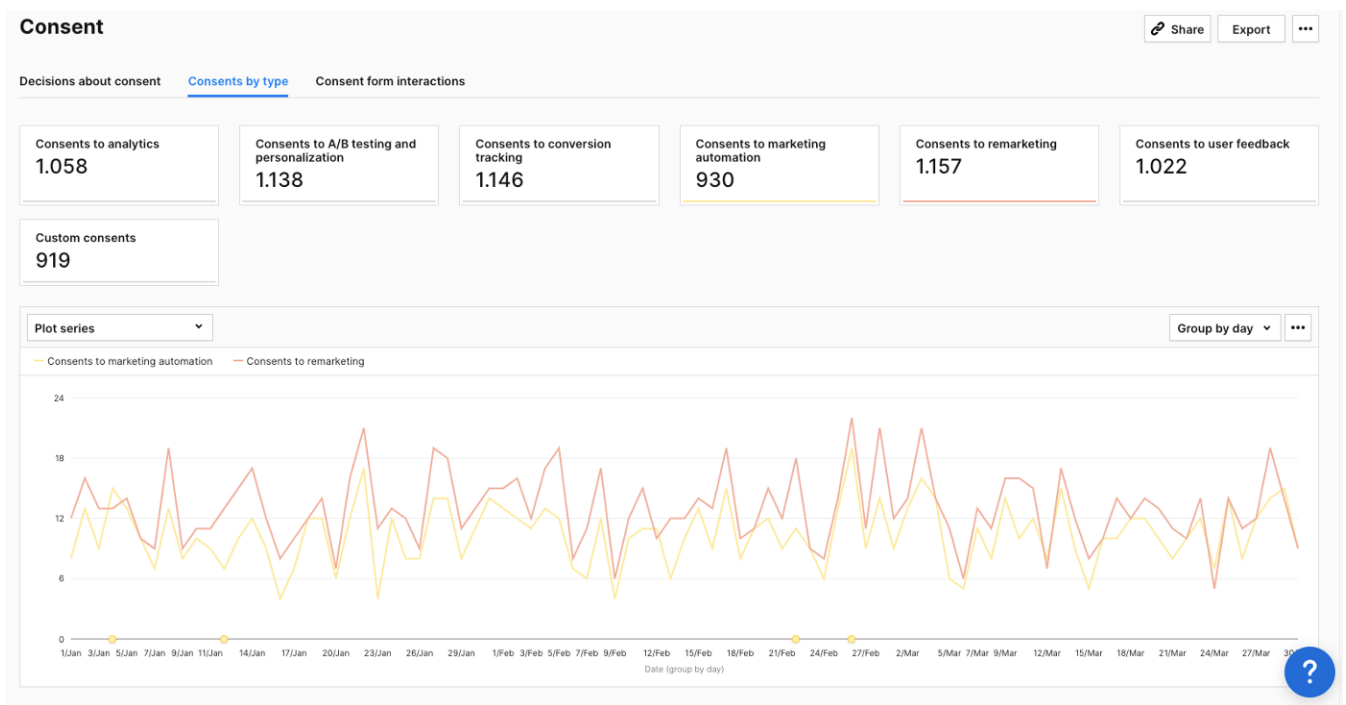 Consent
Share
Export
Decisions about consent
Consents by type
Consent form interactions
Consents to analytics
1.058
Consents to A/B testing and
personalization
1.138
Consents to conversion
tracking
1.146
Consents to marketing
automation
930
Consents to remarketing
1.157
Consents to user feedback
1.022
Custom consents
919
Plot series
Group by day
Consents to marketing automation
Consents to remarketing
24
18
12
6
0
1/Jan 3/Jan 5/Jan 7/Jan 9/Jan 11/Jan 14/Jan 17/Jan 20/Jan 23/Jan 26/Jan 29/Jan 1/Feb 3/Feb 5/Feb 7/Feb 9/Feb 12/Feb 15/Feb 18/Feb 21/Feb 24/Feb 27/Feb 2/Mar 5/Mar 7/Mar 9/Mar 12/Mar 15/Mar 18/Mar 21/Mar 24/Mar 27/Mar
Date (group by day)
?